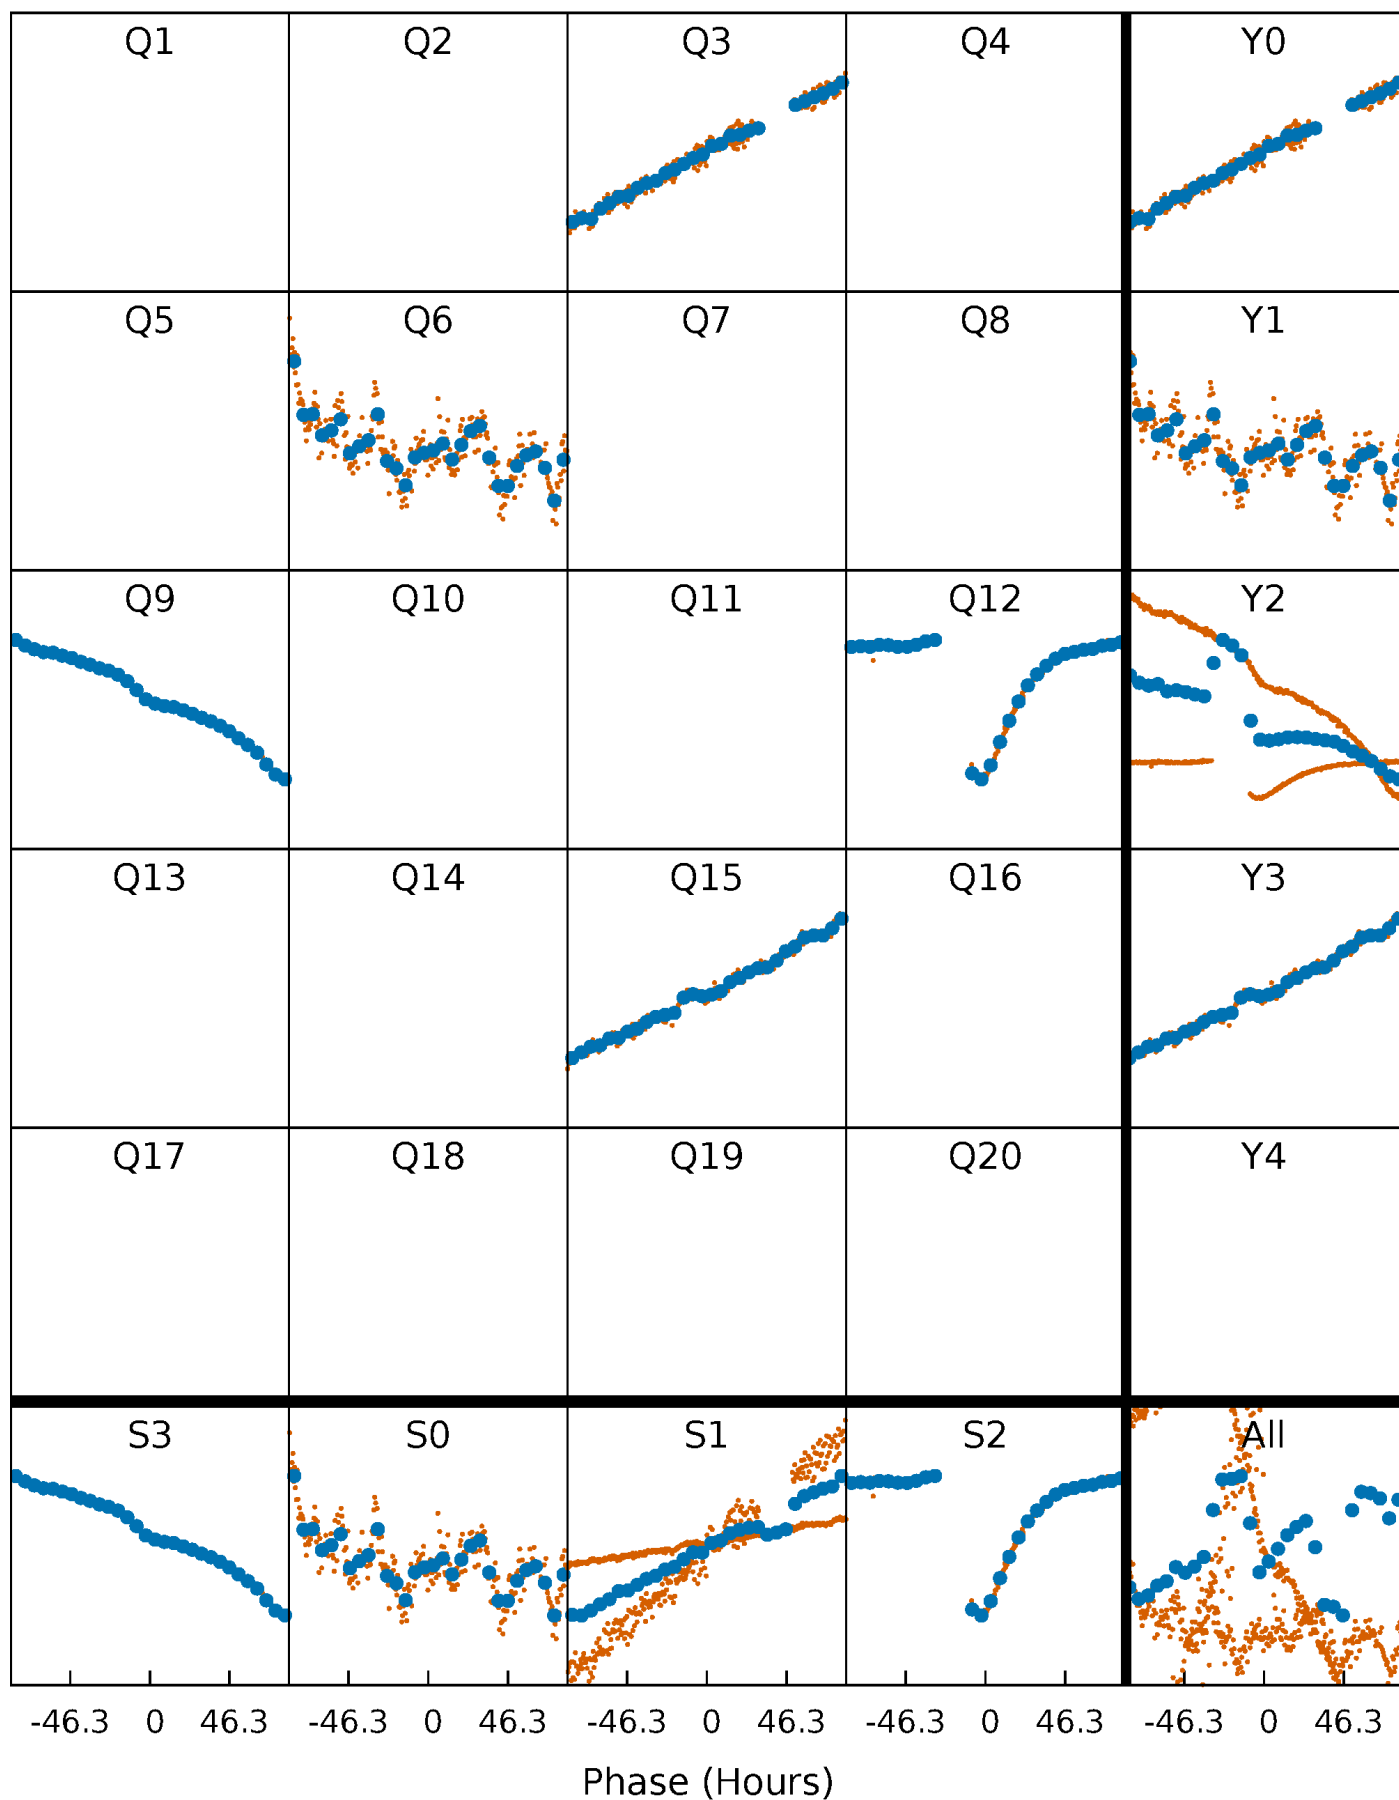 Q1 Q2 Q3 Q4 Y0
Q5 Q6 Q7 Q8 Y1
Q9 Q10 Q11 Q12 Y2
Q13 Q14 Q15 Q16 Y3
Q17 Q18 Q19 Q20 Y4
S3 S0 S1 S2 All
-46.3 0 46.3 -46.3 0 46.3 -46.3 0 46.3 -46.3 0 46.3 -46.3 0 46.3
Phase (Hours)